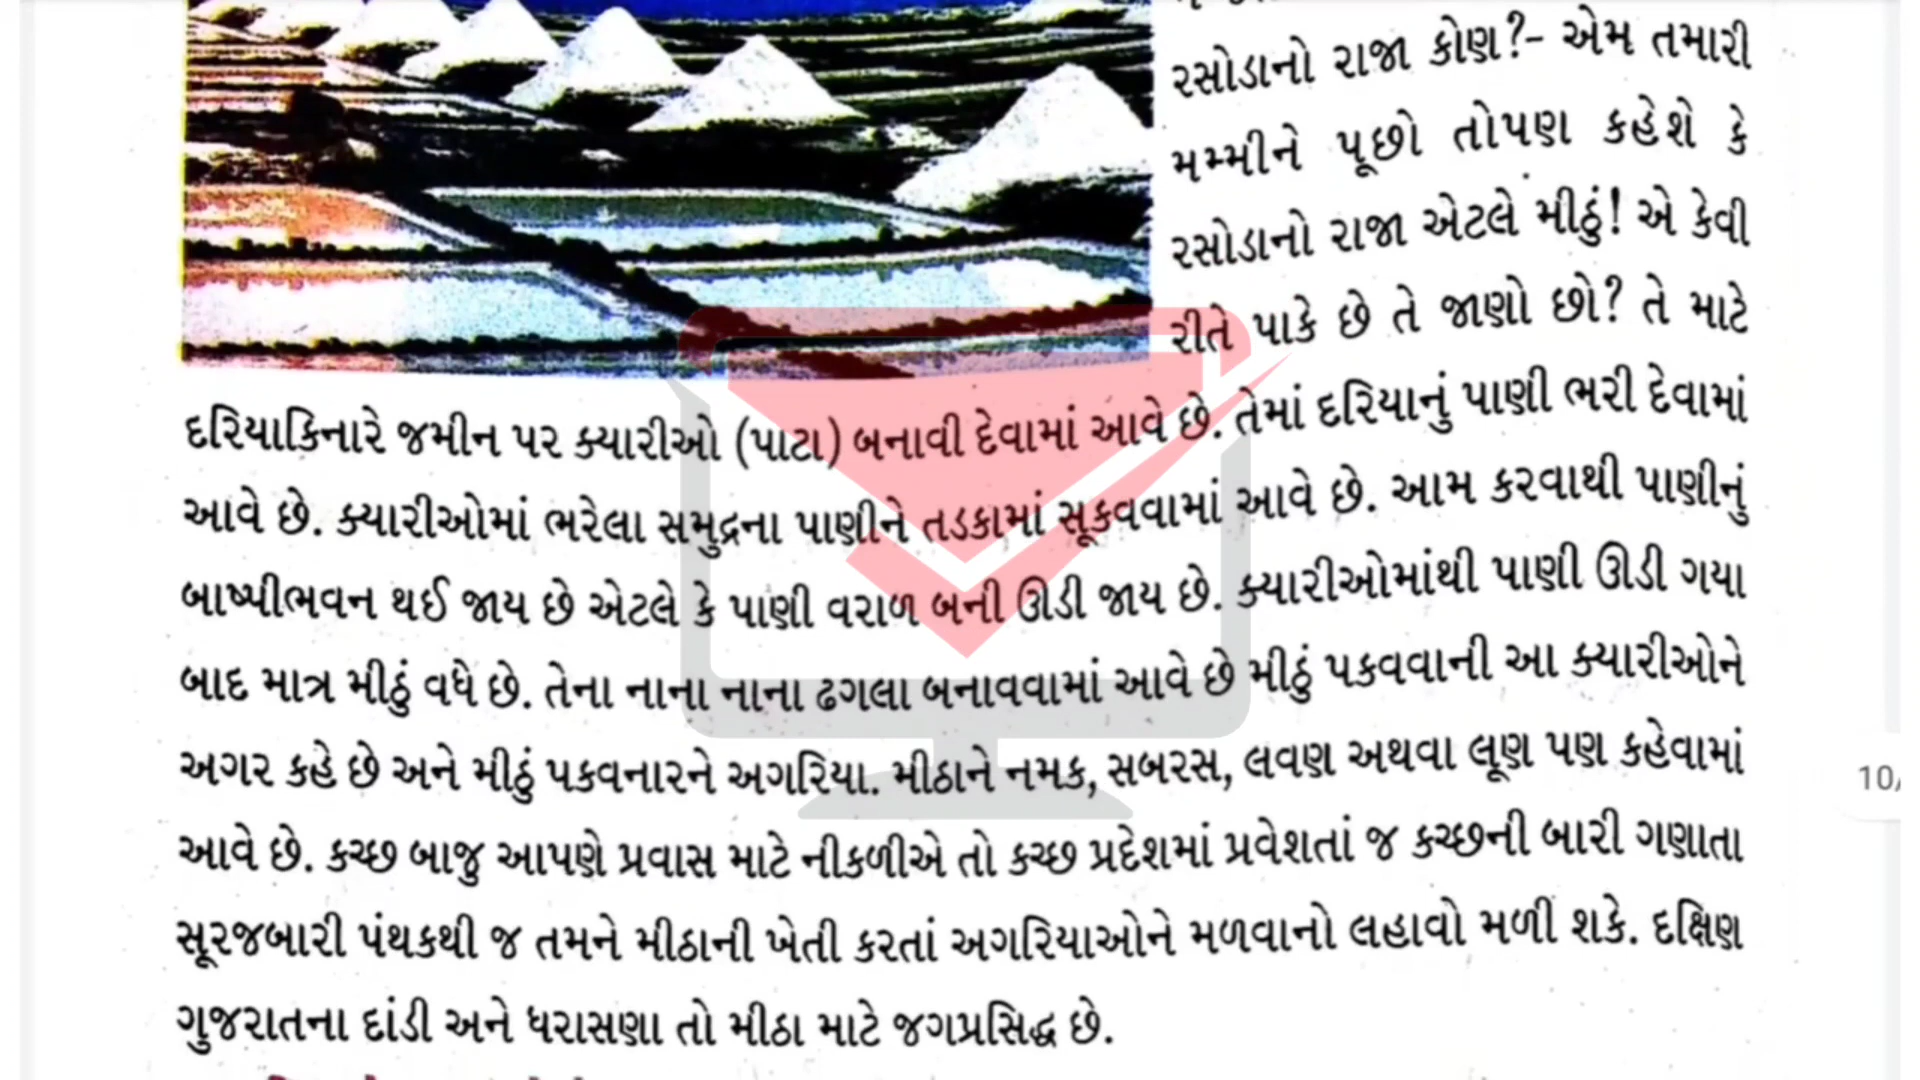 રસોડાનો રાજા કોણ?- એમ તમારી
મમ્મીને પૂછો તોપણ કહેશે કે
રસોડાનો રાજા એટલે મીઠું! એ કેવી
રીતે પાકે છે તે જાણો છો? તે માટે
દરિયાકિનારે જમીન પર ક્યારીઓ (પાટા) બનાવી દેવામાં આવે છે. તેમાં દરિયાનું પાણી ભરી દેવામાં
આવે છે. ક્યારીઓમાં ભરેલા સમુદ્રના પાણીને તડકામાં સૂકવવામાં આવે છે. આમ કરવાથી પાણીનું
બાષ્પીભવન થઈ જાય છે એટલે કે પાણી વરાળ બની ઊડી જાય છે. ક્યારીઓમાંથી પાણી ઊડી ગયા
બાદ માત્ર મીઠું વધે છે. તેના નાના નાના ઢગલા બનાવવામાં આવે છે મીઠું પકવવાની આ ક્યારીઓને
અગર કહે છે અને મીઠું પકવનારને અગરિયા. મીઠાને નમક, સબરસ, લવણ અથવા લૂણ પણ કહેવામાં
આવે છે. કચ્છ બાજુ આપણે પ્રવાસ માટે નીકળીએ તો કચ્છ પ્રદેશમાં પ્રવેશતાં જ કચ્છની બારી ગણાતા
સૂરજબારી પંથકથી જ તમને મીઠાની ખેતી કરતાં અગરિયાઓને મળવાનો લહાવો મળી શકે. દક્ષિણ
ગુજરાતના દાંડી અને ધરાસણા તો મીઠા માટે જગપ્રસિદ્ધ છે.
10/